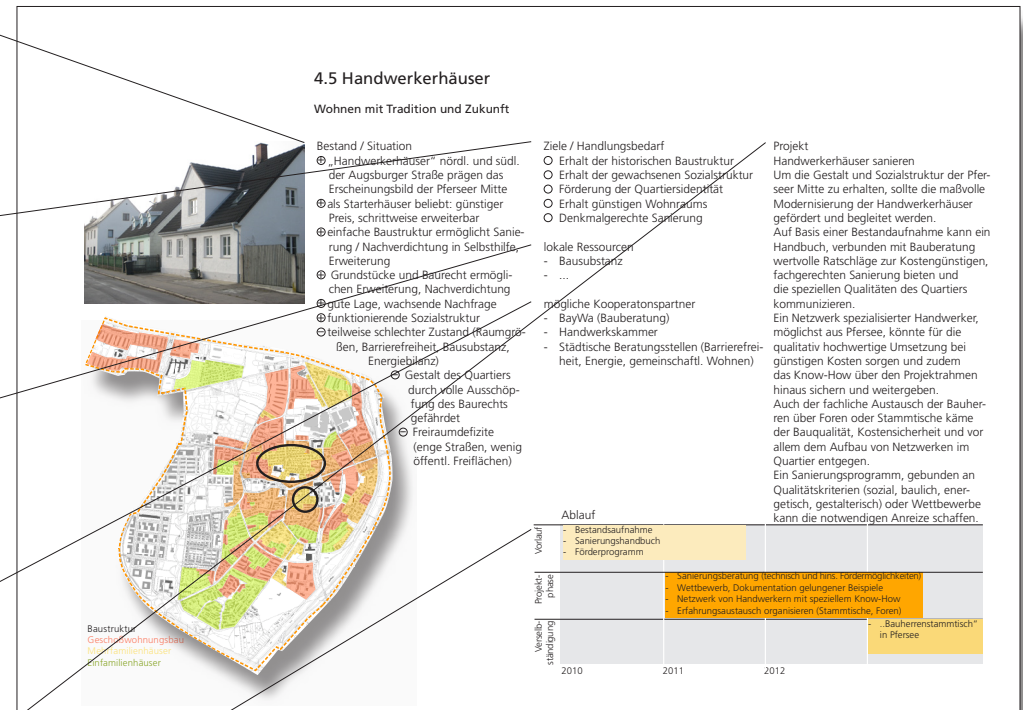 4.5 Handwerkerhäuser
Wohnen mit Tradition und Zukunft
Bestand / Situation
⊕ „Handwerkerhäuser" nördl. und südl.
der Augsburger Straße prägen das
Erscheinungsbild der Pferseer Mitte
⊕ als Starterhäuser beliebt: günstiger
Preis, schrittweise erweiterbar
⊕ einfache Baustruktur ermöglicht Sanie-
rung / Nachverdichtung in Selbsthilfe,
Erweiterung
⊕ Grundstücke und Baurecht ermögli-
chen Erweiterung, Nachverdichtung
⊕ gute Lage, wachsende Nachfrage
⊕ funktionierende Sozialstruktur
⊖ teilweise schlechter Zustand (Raumgrö-
ßen, Barrierefreiheit, Bausubstanz,
Energiebilanz)
⊖ Gestalt des Quartiers
durch volle Ausschöp-
fung des Baurechts
gefährdet
⊖ Freiraumdefizite
(enge Straßen, wenig
öffentl. Freiflächen)
Ziele / Handlungsbedarf
O Erhalt der historischen Baustruktur
O Erhalt der gewachsenen Sozialstruktur
O Förderung der Quartiersidentität
O Erhalt günstigen Wohnraums
O Denkmalgerechte Sanierung
lokale Ressourcen
- Bausubstanz
- ...
mögliche Kooperatonspartner
- BayWa (Bauberatung)
- Handwerkskammer
- Städtische Beratungsstellen (Barrierefrei-
heit, Energie, gemeinschaftl. Wohnen)
Projekt
Handwerkerhäuser sanieren
Um die Gestalt und Sozialstruktur der Pfer-
seer Mitte zu erhalten, sollte die maßvolle
Modernisierung der Handwerkerhäuser
gefördert und begleitet werden.
Auf Basis einer Bestandaufnahme kann ein
Handbuch, verbunden mit Bauberatung
wertvolle Ratschläge zur Kostengünstigen,
fachgerechten Sanierung bieten und
die speziellen Qualitäten des Quartiers
kommunizieren.
Ein Netzwerk spezialisierter Handwerker,
möglichst aus Pfersee, könnte für die
qualitativ hochwertige Umsetzung bei
günstigen Kosten sorgen und zudem
das Know-How über den Projektrahmen
hinaus sichern und weitergeben.
Auch der fachliche Austausch der Bauher-
ren über Foren oder Stammtische käme
der Bauqualität, Kostensicherheit und vor
allem dem Aufbau von Netzwerken im
Quartier entgegen.
Ein Sanierungsprogramm, gebunden an
Qualitätskriterien (sozial, baulich, ener-
getisch, gestalterisch) oder Wettbewerbe
kann die notwendigen Anreize schaffen.
Baustruktur
Geschoßwohnungsbau
Mehrfamilienhäuser
Einfamilienhäuser
Ablauf
Vorlauf
- Bestandsaufnahme
- Sanierungshandbuch
- Förderprogramm
Projekt-
phase
- Sanierungsberatung (technisch und hins. Fördermöglichkeiten)
- Wettbewerb, Dokumentation gelungener Beispiele
- Netzwerk von Handwerkern mit speziellem Know-How
- Erfahrungsaustausch organisieren (Stammtische, Foren)
Verselb-
ständigung
- „Bauherrenstammtisch"
in Pfersee
2010 2011 2012